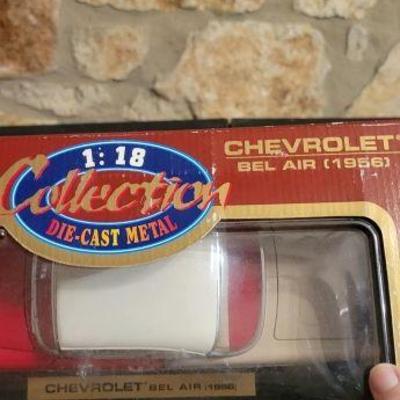 1:18
Collection
DIE-CAST METAL
CHEVROLET
BEL AIR (1956)
CHEVROLET BEL AIR (1956)